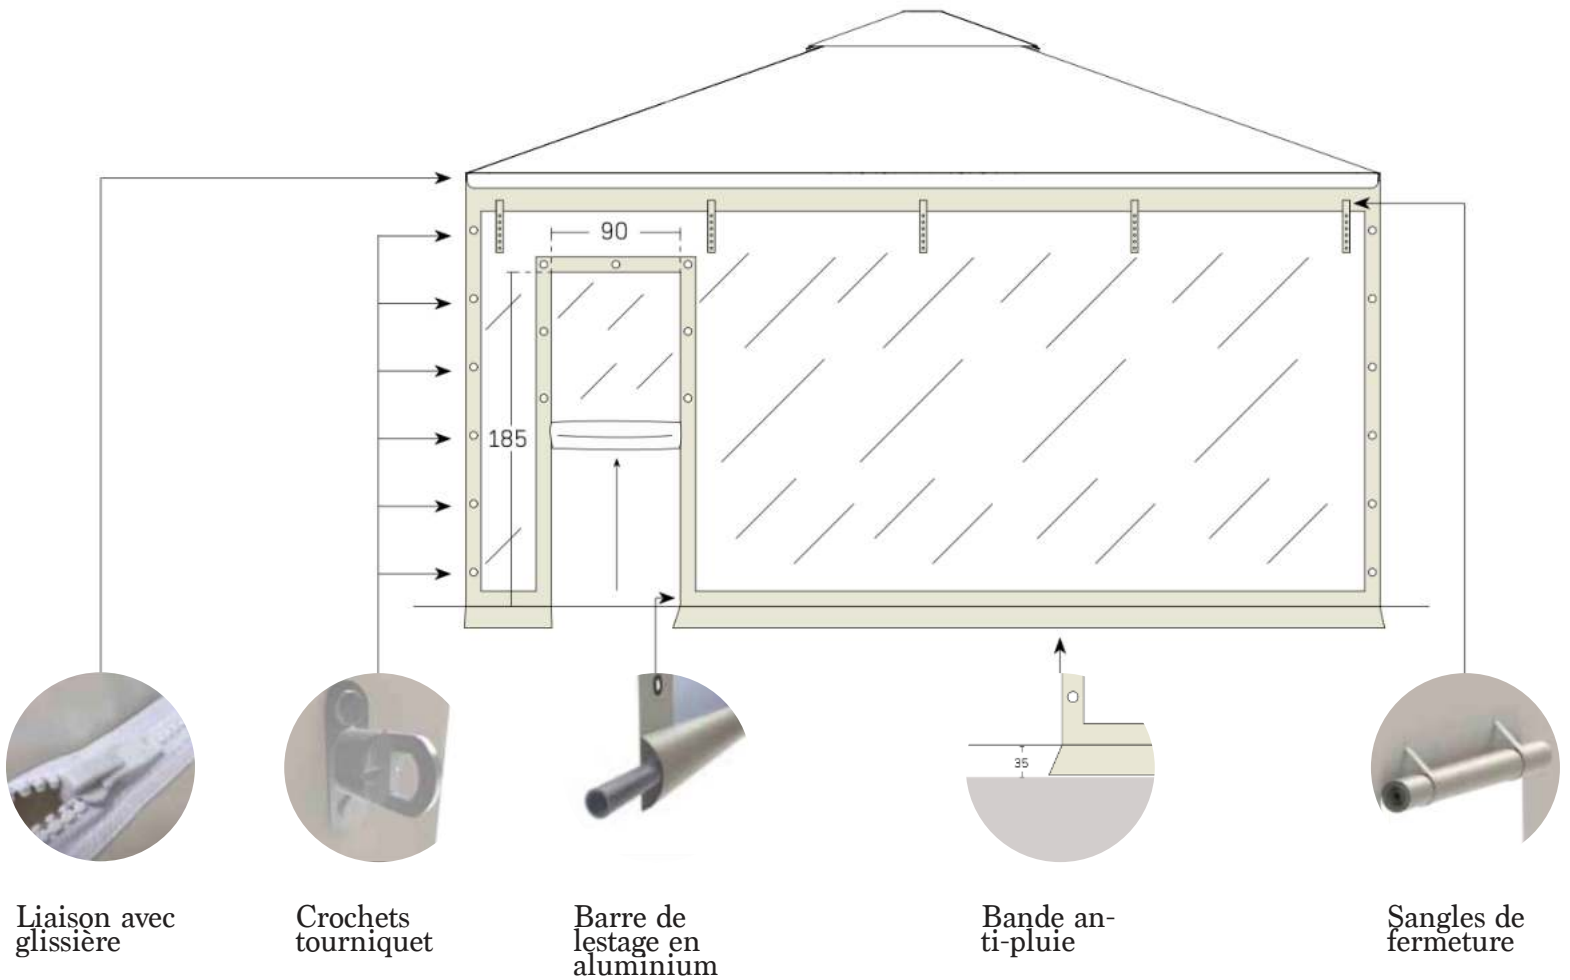 90
185
35
Liaison avec
glissière
Crochets
tourniquet
Barre de
lestage en
aluminium
Bande an-
ti-pluie
Sangles de
fermeture